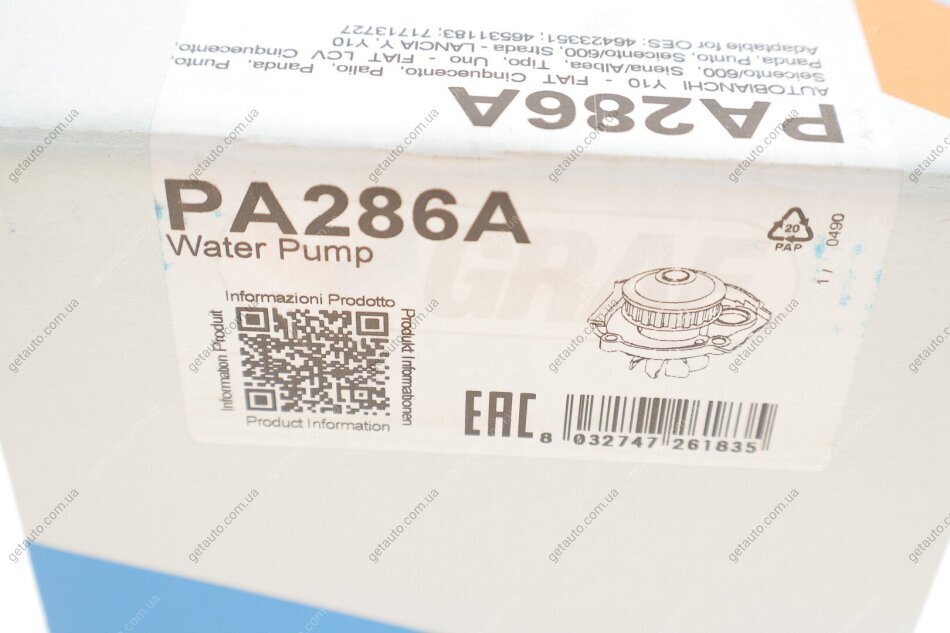 PA286A
AUTOBIANCHI Y10 - FIAT Cinquecento, Palio, Panda, Punto,
Seicento/600, Siena/Albea, Tipo, Uno - FIAT LCV Cinquecento,
Panda, Punto, Seicento/600, Strada - LANCIA Y, Y10
Adaptable for OES: 46423351; 46531183; 71713727
PA286A
Water Pump
GRAF
20
PAP
1 /
0490
Informazioni Prodotto
Information Produit
Produkt Informationen
Product Information
EAC
8 032747 261835
getauto.com.ua